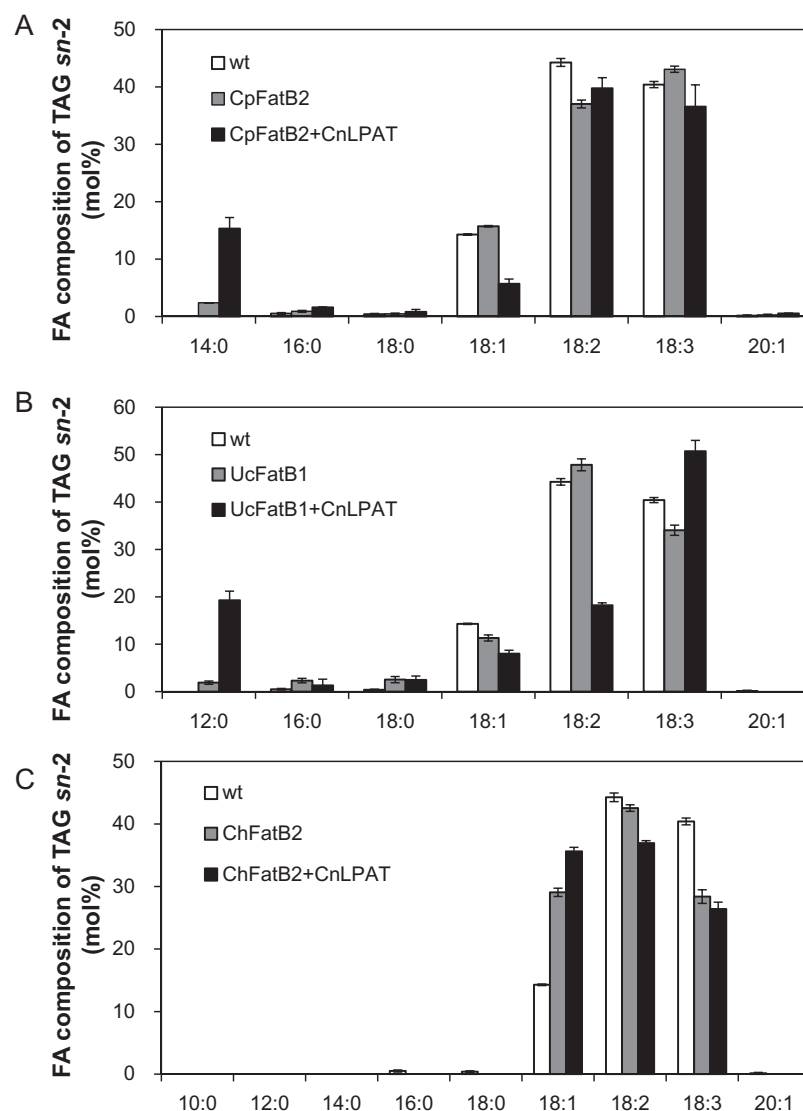 A
FA composition of TAG sn-2
(mol%)
50
40
30
20
10
0
wt
CpFatB2
CpFatB2+CnLPAT
14:0 16:0 18:0 18:1 18:2 18:3 20:1
B
FA composition of TAG sn-2
(mol%)
60
50
40
30
20
10
0
wt
UcFatB1
UcFatB1+CnLPAT
12:0 16:0 18:0 18:1 18:2 18:3 20:1
C
FA composition of TAG sn-2
(mol%)
50
40
30
20
10
0
wt
ChFatB2
ChFatB2+CnLPAT
10:0 12:0 14:0 16:0 18:0 18:1 18:2 18:3 20:1